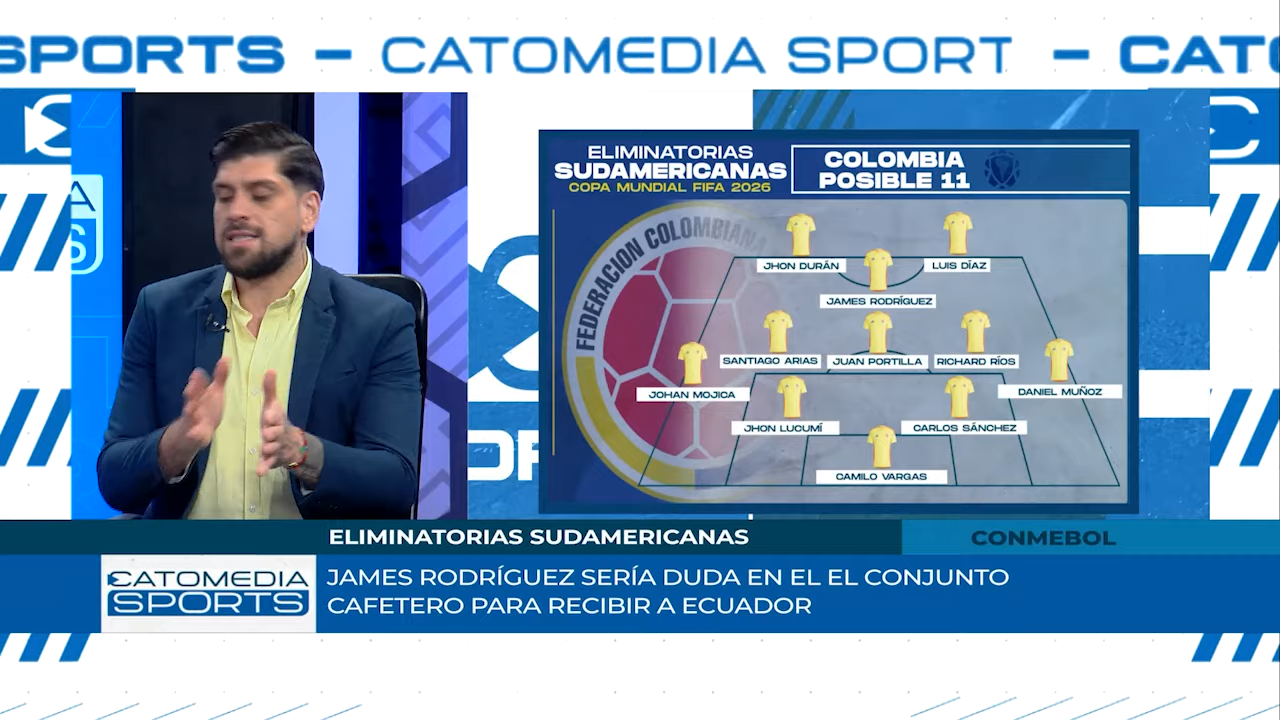 SPORTS – CATOMEDIA SPORT – CATO
A
S
ELIMINATORIAS
SUDAMERICANAS
COPA MUNDIAL FIFA 2026
COLOMBIA
POSIBLE 11
FEDERACION COLOMBIANA
JHON DURÁN
LUIS DÍAZ
JAMES RODRÍGUEZ
SANTIAGO ARIAS
JUAN PORTILLA
RICHARD RÍOS
JOHAN MOJICA
DANIEL MUÑOZ
JHON LUCUMÍ
CARLOS SÁNCHEZ
CAMILO VARGAS
ELIMINATORIAS SUDAMERICANAS
CONMEBOL
CATOMEDIA
SPORTS
JAMES RODRÍGUEZ SERÍA DUDA EN EL EL CONJUNTO
CAFETERO PARA RECIBIR A ECUADOR